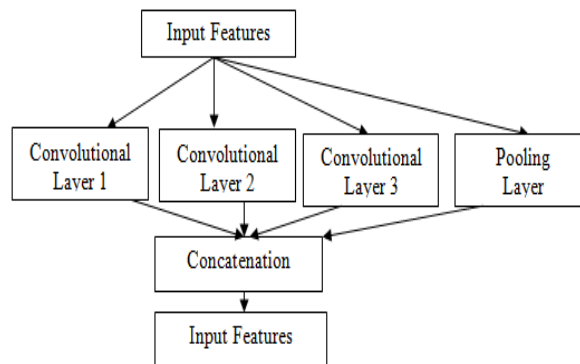 Input Features
Convolutional
Layer 1
Convolutional
Layer 2
Convolutional
Layer 3
Pooling
Layer
Concatenation
Input Features